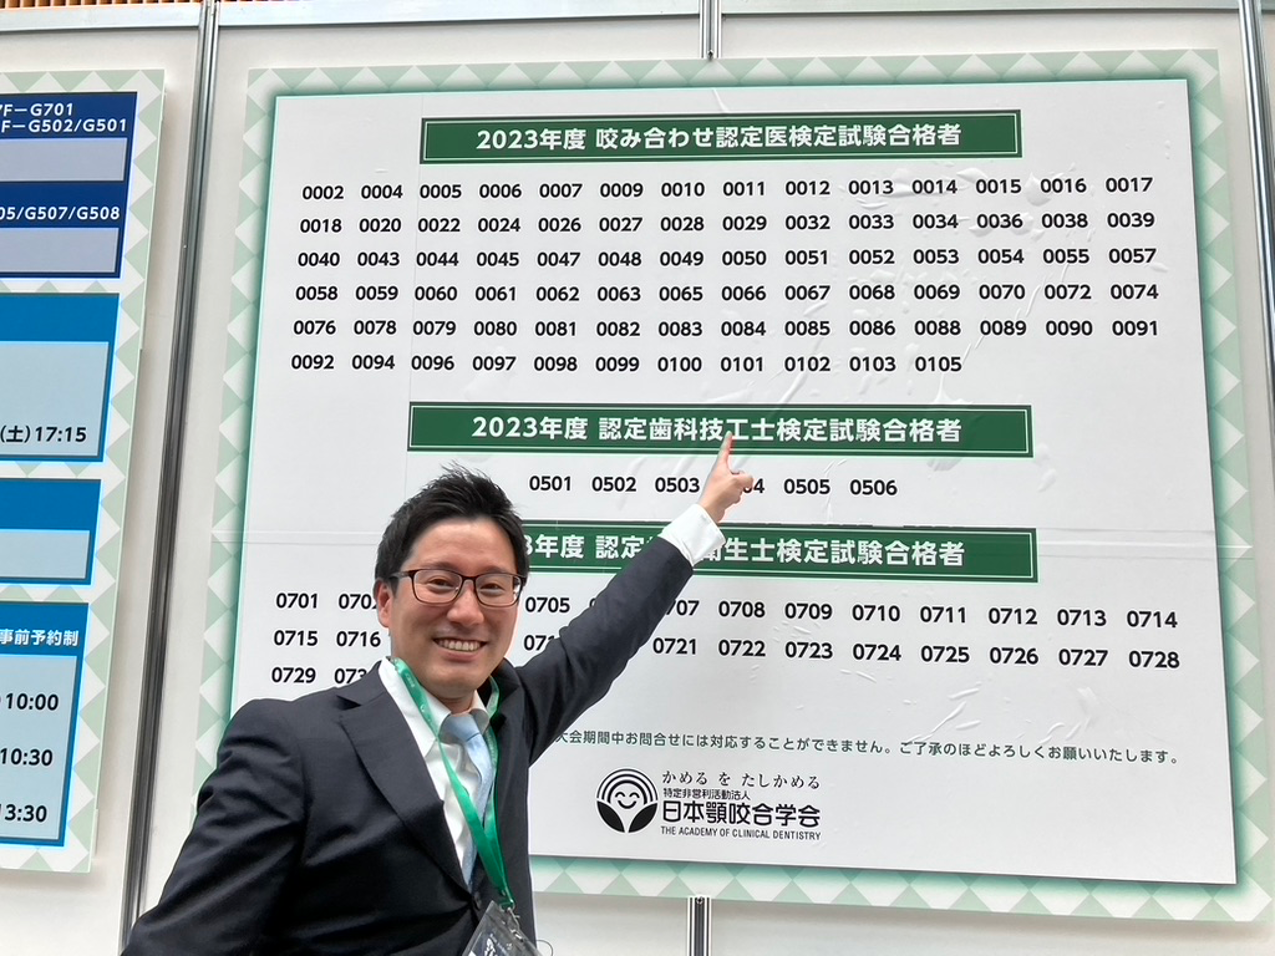 7F－G701
F－G502/G501
05/G507/G508
(土)17:15
事前予約制
10:00
10:30
13:30
2023年度 咬み合わせ認定医検定試験合格者
0002 0004 0005 0006 0007 0009 0010 0011 0012 0013 0014 0015 0016 0017
0018 0020 0022 0024 0026 0027 0028 0029 0032 0033 0034 0036 0038 0039
0040 0043 0044 0045 0047 0048 0049 0050 0051 0052 0053 0054 0055 0057
0058 0059 0060 0061 0062 0063 0065 0066 0067 0068 0069 0070 0072 0074
0076 0078 0079 0080 0081 0082 0083 0084 0085 0086 0088 0089 0090 0091
0092 0094 0096 0097 0098 0099 0100 0101 0102 0103 0105
2023年度 認定歯科技工士検定試験合格者
0501 0502 0503 04 0505 0506
3年度 認定 衛生士検定試験合格者
0701 070 0705 07 0708 0709 0710 0711 0712 0713 0714
0715 0716 07 0721 0722 0723 0724 0725 0726 0727 0728
0729 073
大会期間中お問合せには対応することができません。ご了承のほどよろしくお願いいたします。
かめる を たしかめる
特定非営利活動法人
日本顎咬合学会
THE ACADEMY OF CLINICAL DENTISTRY